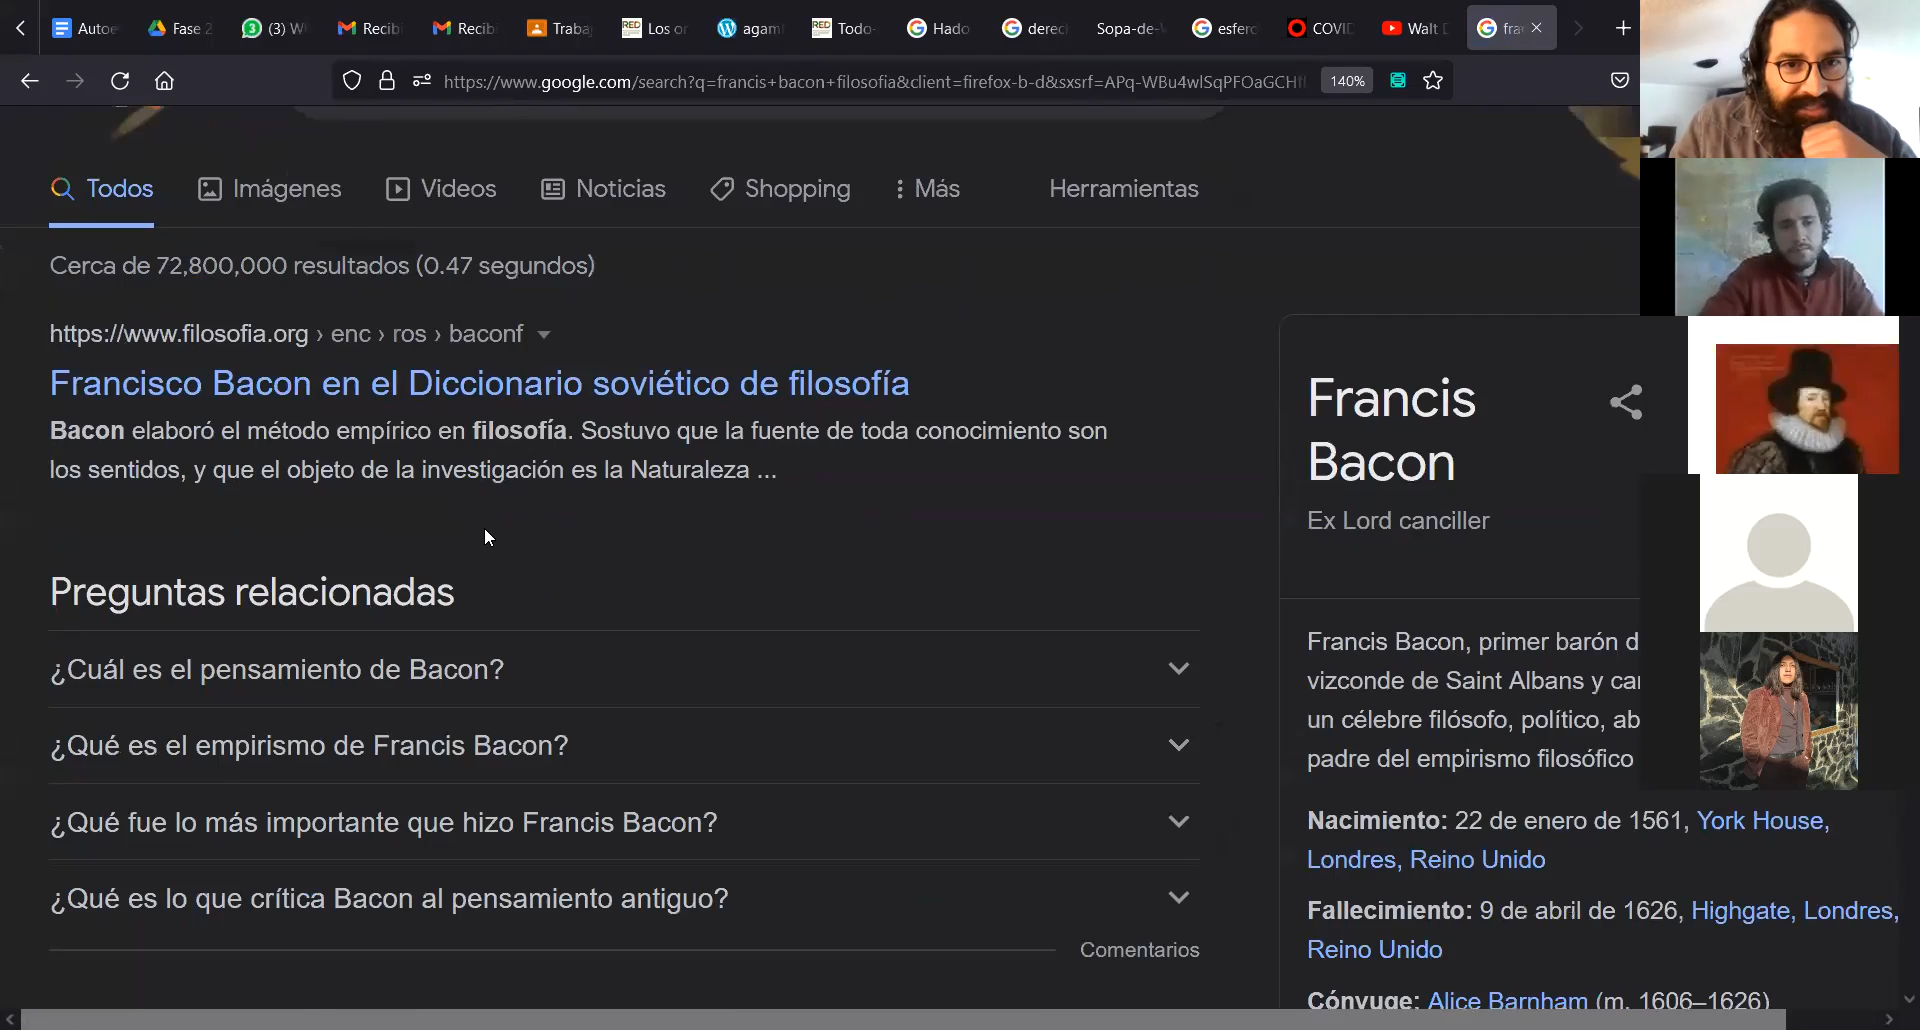 Autoe
Fase 2
(3) W
Recib
Recib
Traba
Los or
agam
Todo-
Hado
derec
Sopa-de-
esferc
COVI
Walt D
fra
https://www.google.com/search?q=francis+bacon+filosofia&client=firefox-b-d&sxsrf=APq-WBu4wlSqPFOaGCH
140%
Todos
Imágenes
Videos
Noticias
Shopping
Más
Herramientas
Cerca de 72,800,000 resultados (0.47 segundos)
https://www.filosofia.org › enc › ros › baconf
Francisco Bacon en el Diccionario soviético de filosofía
Bacon elaboró el método empírico en filosofía. Sostuvo que la fuente de toda conocimiento son
los sentidos, y que el objeto de la investigación es la Naturaleza ...
Preguntas relacionadas
¿Cuál es el pensamiento de Bacon?
¿Qué es el empirismo de Francis Bacon?
¿Qué fue lo más importante que hizo Francis Bacon?
¿Qué es lo que crítica Bacon al pensamiento antiguo?
Comentarios
Francis
Bacon
Ex Lord canciller
Francis Bacon, primer barón d
vizconde de Saint Albans y ca
un célebre filósofo, político, ab
padre del empirismo filosófico
Nacimiento: 22 de enero de 1561, York House,
Londres, Reino Unido
Fallecimiento: 9 de abril de 1626, Highgate, Londres,
Reino Unido
Cónyuge: Alice Barnham (m. 1606–1626)